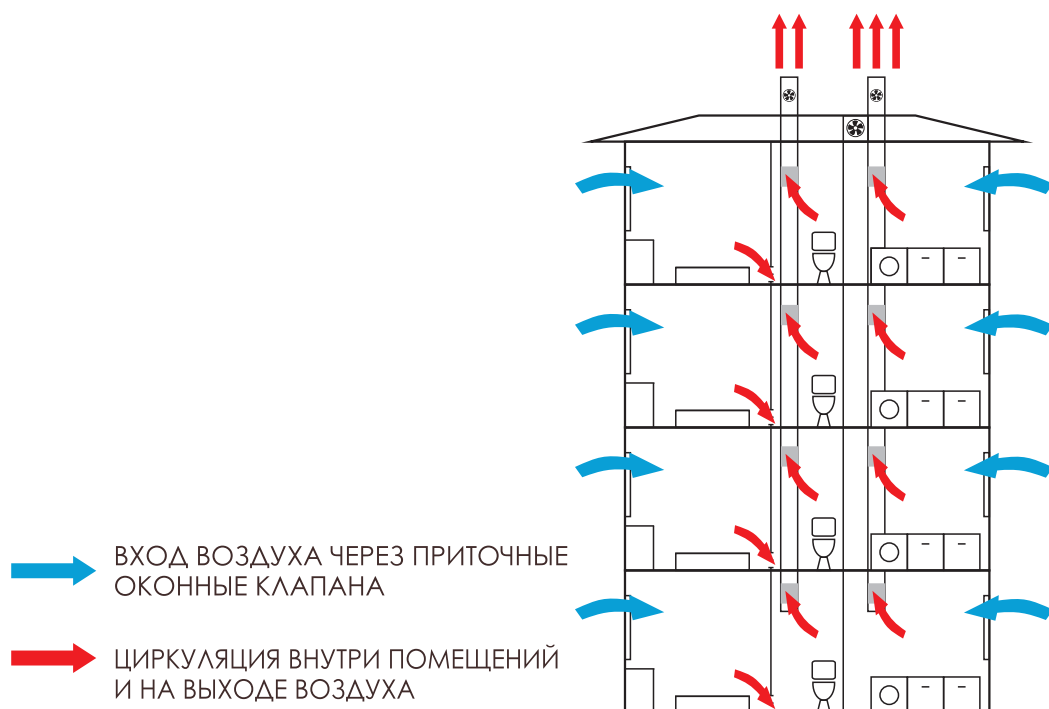 ВХОД ВОЗДУХА ЧЕРЕЗ ПРИТОЧНЫЕ
ОКОННЫЕ КЛАПАНА
ЦИРКУЛЯЦИЯ ВНУТРИ ПОМЕЩЕНИЙ
И НА ВЫХОДЕ ВОЗДУХА